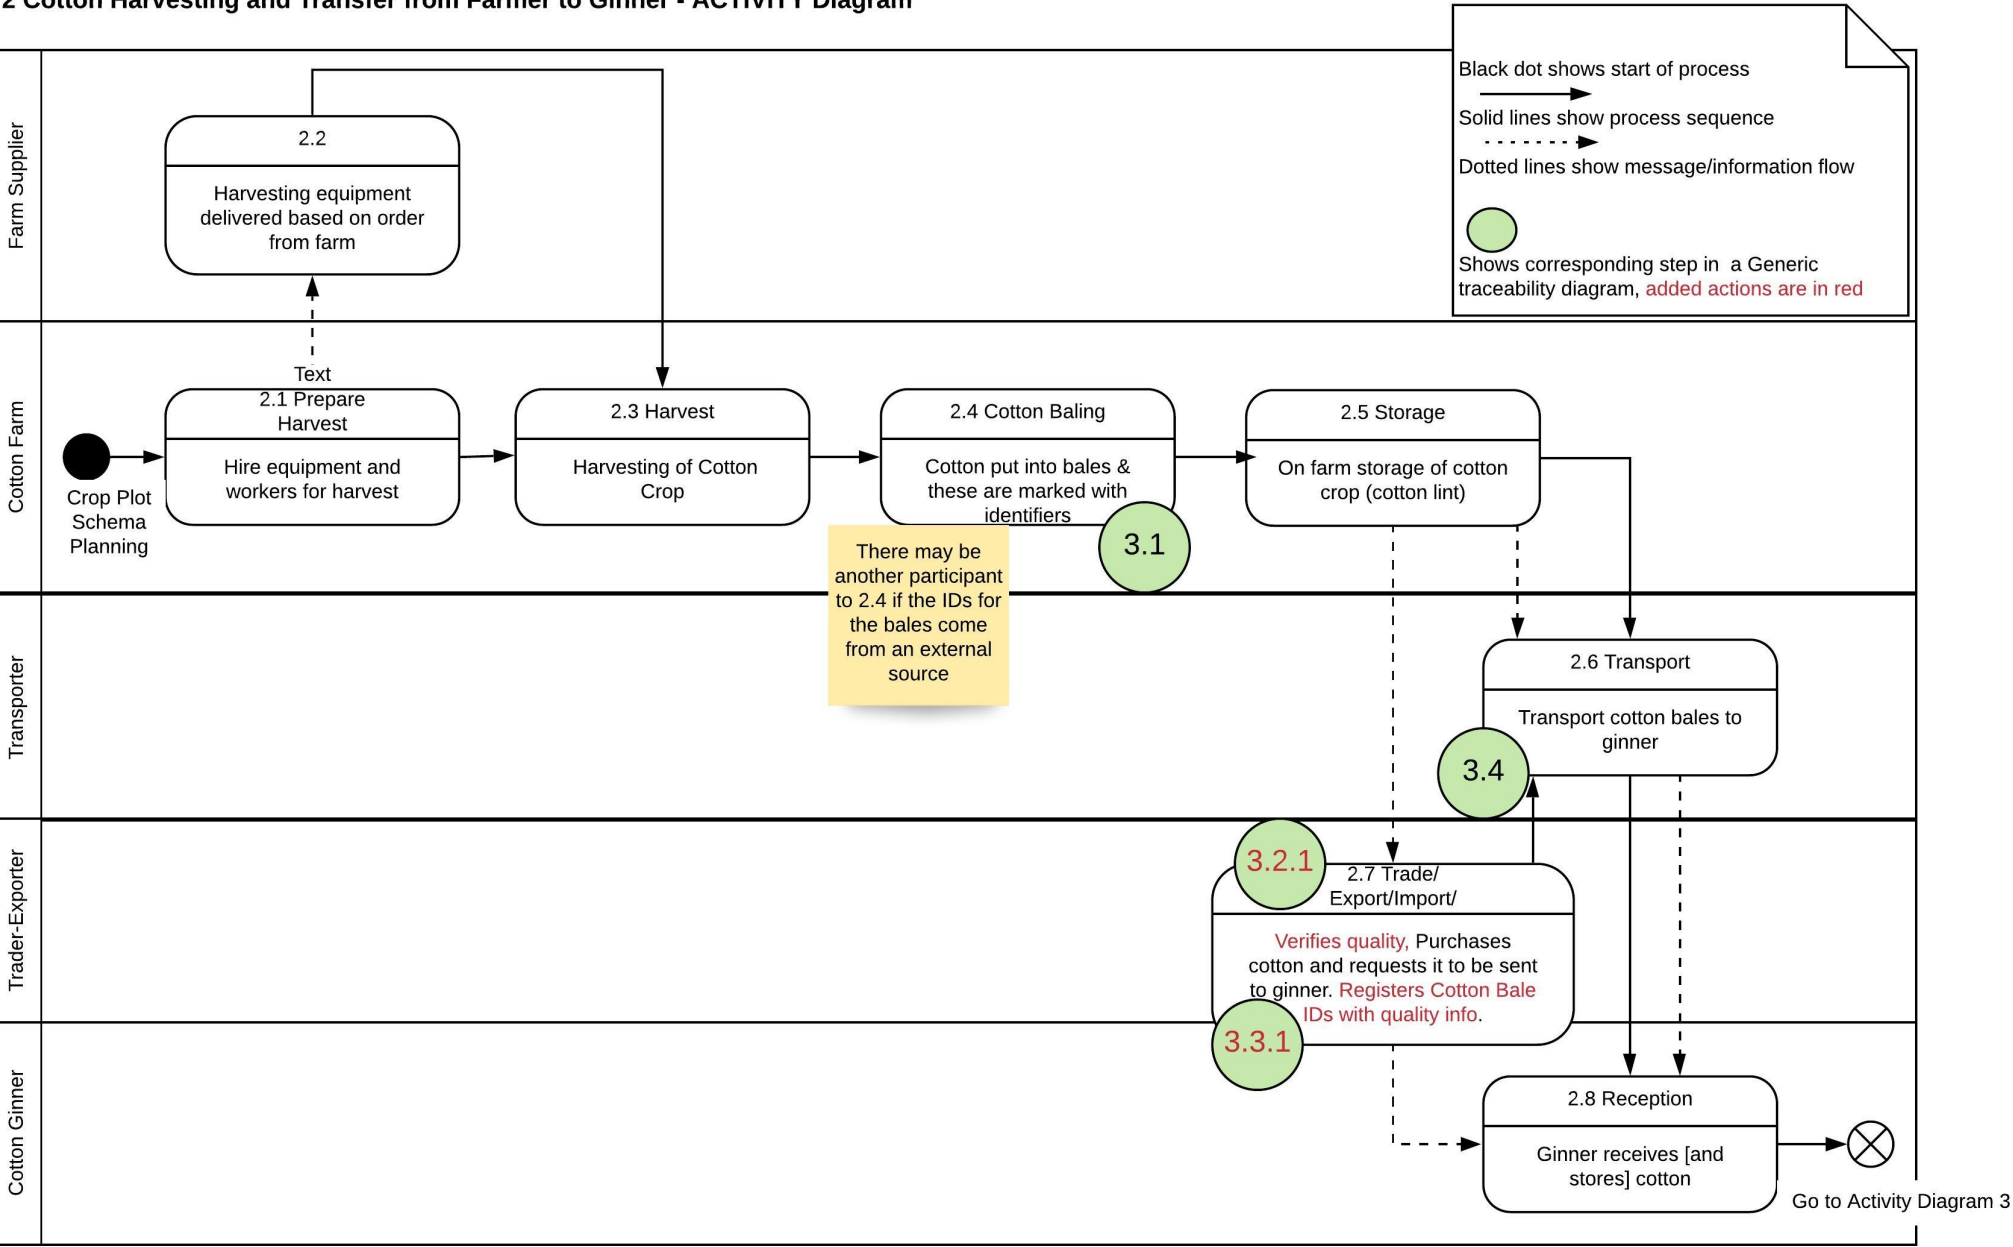 2 Cotton Harvesting and Transfer from Farmer to Ginner - ACTIVITY Diagram
Black dot shows start of process
Solid lines show process sequence
Dotted lines show message/information flow
Shows corresponding step in a Generic
traceability diagram, added actions are in red
Farm Supplier
2.2
Harvesting equipment
delivered based on order
from farm
Cotton Farm
Crop Plot
Schema
Planning
Text
2.1 Prepare
Harvest
Hire equipment and
workers for harvest
2.3 Harvest
Harvesting of Cotton
Crop
2.4 Cotton Baling
Cotton put into bales &
these are marked with
identifiers
3.1
There may be
another participant
to 2.4 if the IDs for
the bales come
from an external
source
2.5 Storage
On farm storage of cotton
crop (cotton lint)
Transporter
2.6 Transport
Transport cotton bales to
ginner
3.4
Trader-Exporter
3.2.1
2.7 Trade/
Export/Import/
Verifies quality, Purchases
cotton and requests it to be sent
to ginner. Registers Cotton Bale
IDs with quality info.
3.3.1
Cotton Ginner
2.8 Reception
Ginner receives [and
stores] cotton
Go to Activity Diagram 3